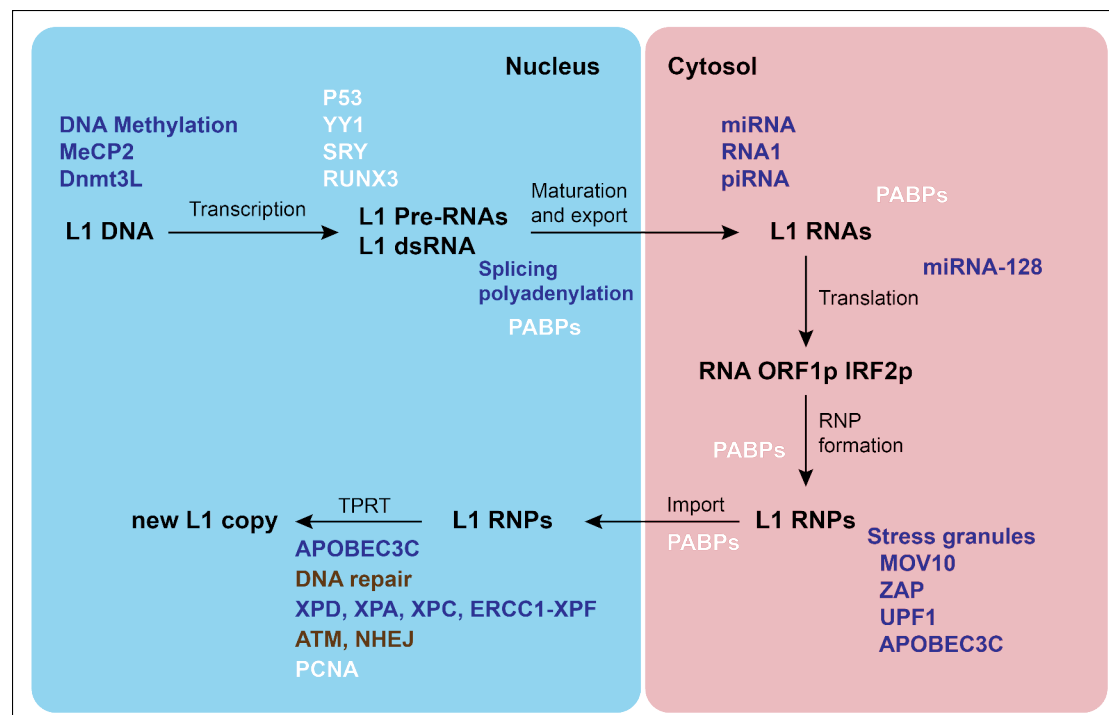 Nucleus
Cytosol
P53
YY1
SRY
RUNX3
DNA Methylation
MeCP2
Dnmt3L
miRNA
RNA1
piRNA
PABPs
L1 DNA
Transcription
L1 Pre-RNAs
L1 dsRNA
Maturation
and export
L1 RNAs
Splicing
polyadenylation
PABPs
miRNA-128
Translation
RNA ORF1p IRF2p
RNP
formation
PABPs
new L1 copy
TPRT
L1 RNPs
Import
PABPs
L1 RNPs
APOBEC3C
DNA repair
XPD, XPA, XPC, ERCC1-XPF
ATM, NHEJ
PCNA
Stress granules
MOV10
ZAP
UPF1
APOBEC3C